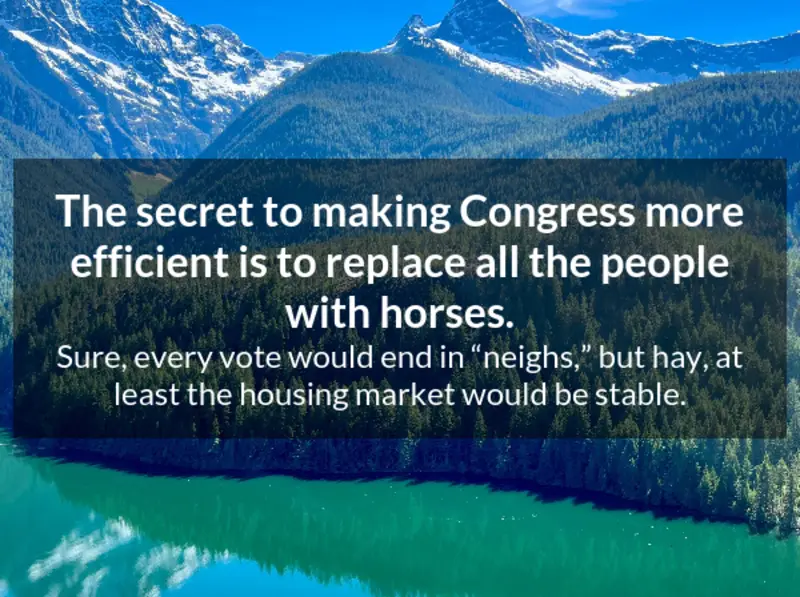 The secret to making Congress more
efficient is to replace all the people
with horses.
Sure, every vote would end in “neighs,” but hay, at
least the housing market would be stable.